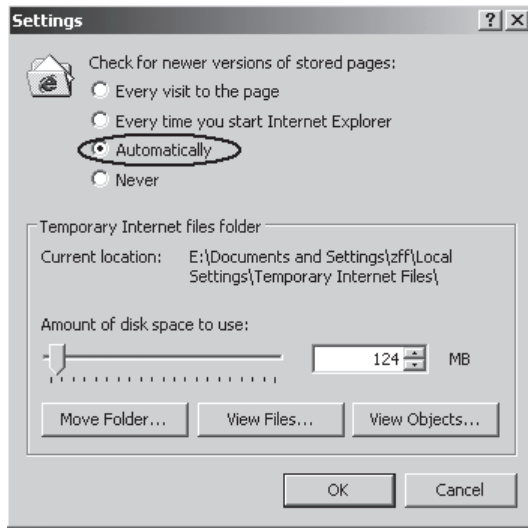 Settings
Check for newer versions of stored pages:
Every visit to the page
Every time you start Internet Explorer
Automatically
Never
Temporary Internet files folder
Current location: E:\Documents and Settings\zff\Local
Settings\Temporary Internet Files\
Amount of disk space to use:
124 MB
Move Folder... View Files... View Objects...
OK Cancel